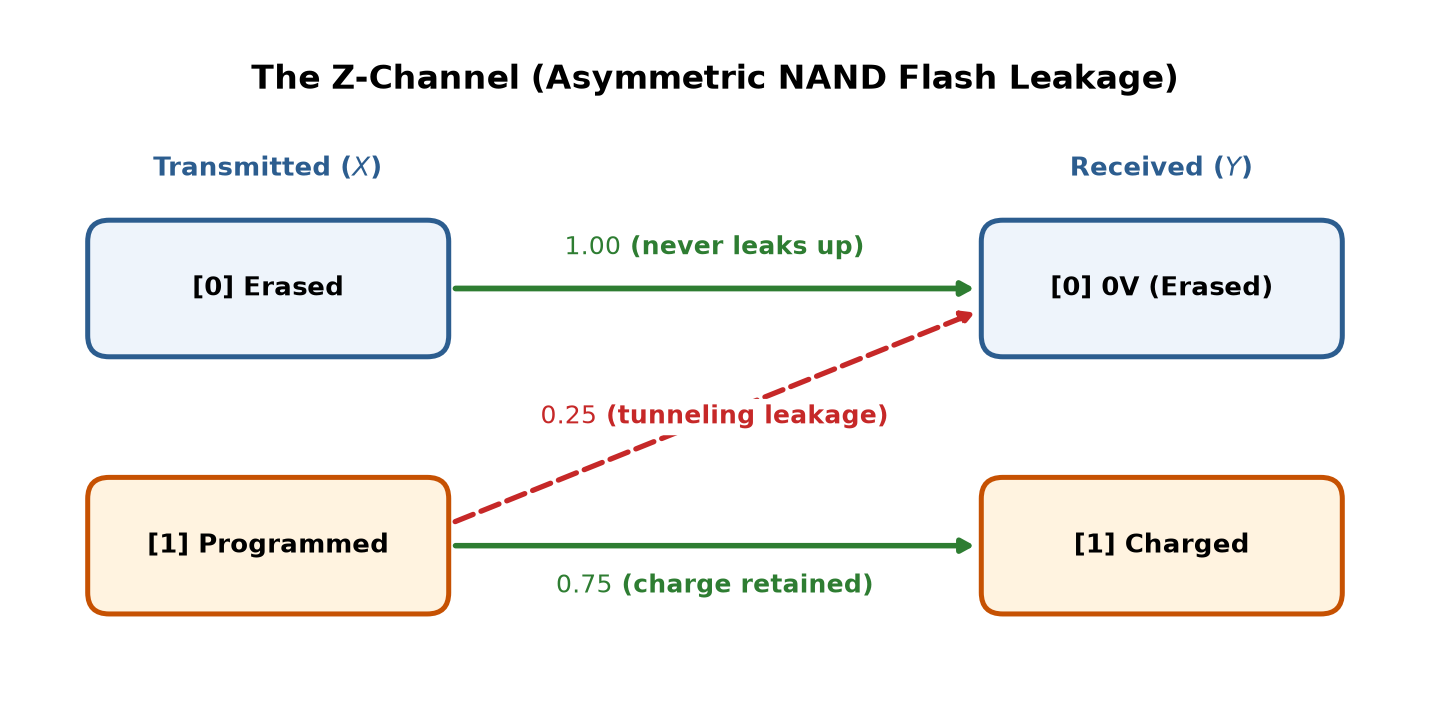 The Z-Channel (Asymmetric NAND Flash Leakage)
Transmitted (X)
Received (Y)
1.00 (never leaks up)
[0] Erased
[0] 0V (Erased)
0.25 (tunneling leakage)
[1] Programmed
[1] Charged
0.75 (charge retained)